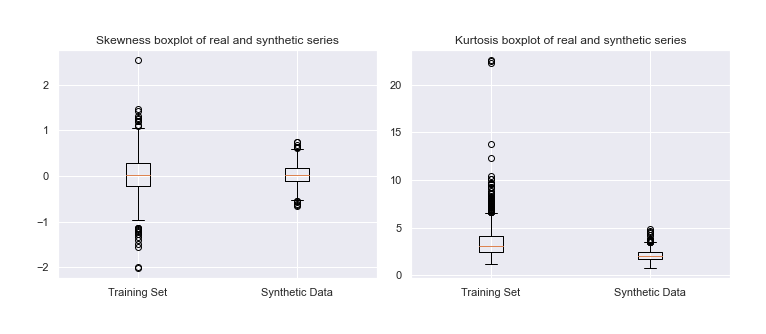 Skewness boxplot of real and synthetic series
2
1
0
−1
−2
Training Set
Synthetic Data
Kurtosis boxplot of real and synthetic series
20
15
10
5
0
Training Set
Synthetic Data